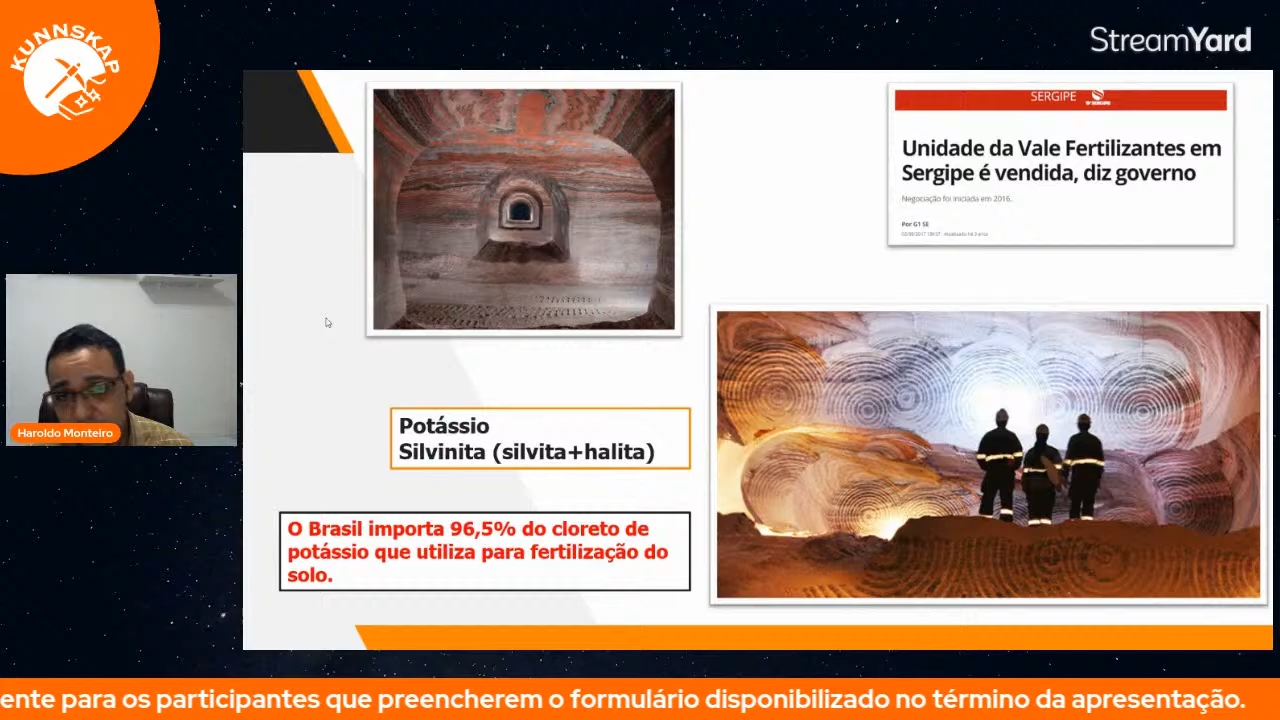 KUNNSKAP
StreamYard
SERGIPE
Unidade da Vale Fertilizantes em
Sergipe é vendida, diz governo
Negociação foi iniciada em 2016.
Por G1 SE
Potássio
Silvinita (silvita+halita)
O Brasil importa 96,5% do cloreto de
potássio que utiliza para fertilização do
solo.
Haroldo Monteiro
ente para os participantes que preencherem o formulário disponibilizado no término da apresentação.